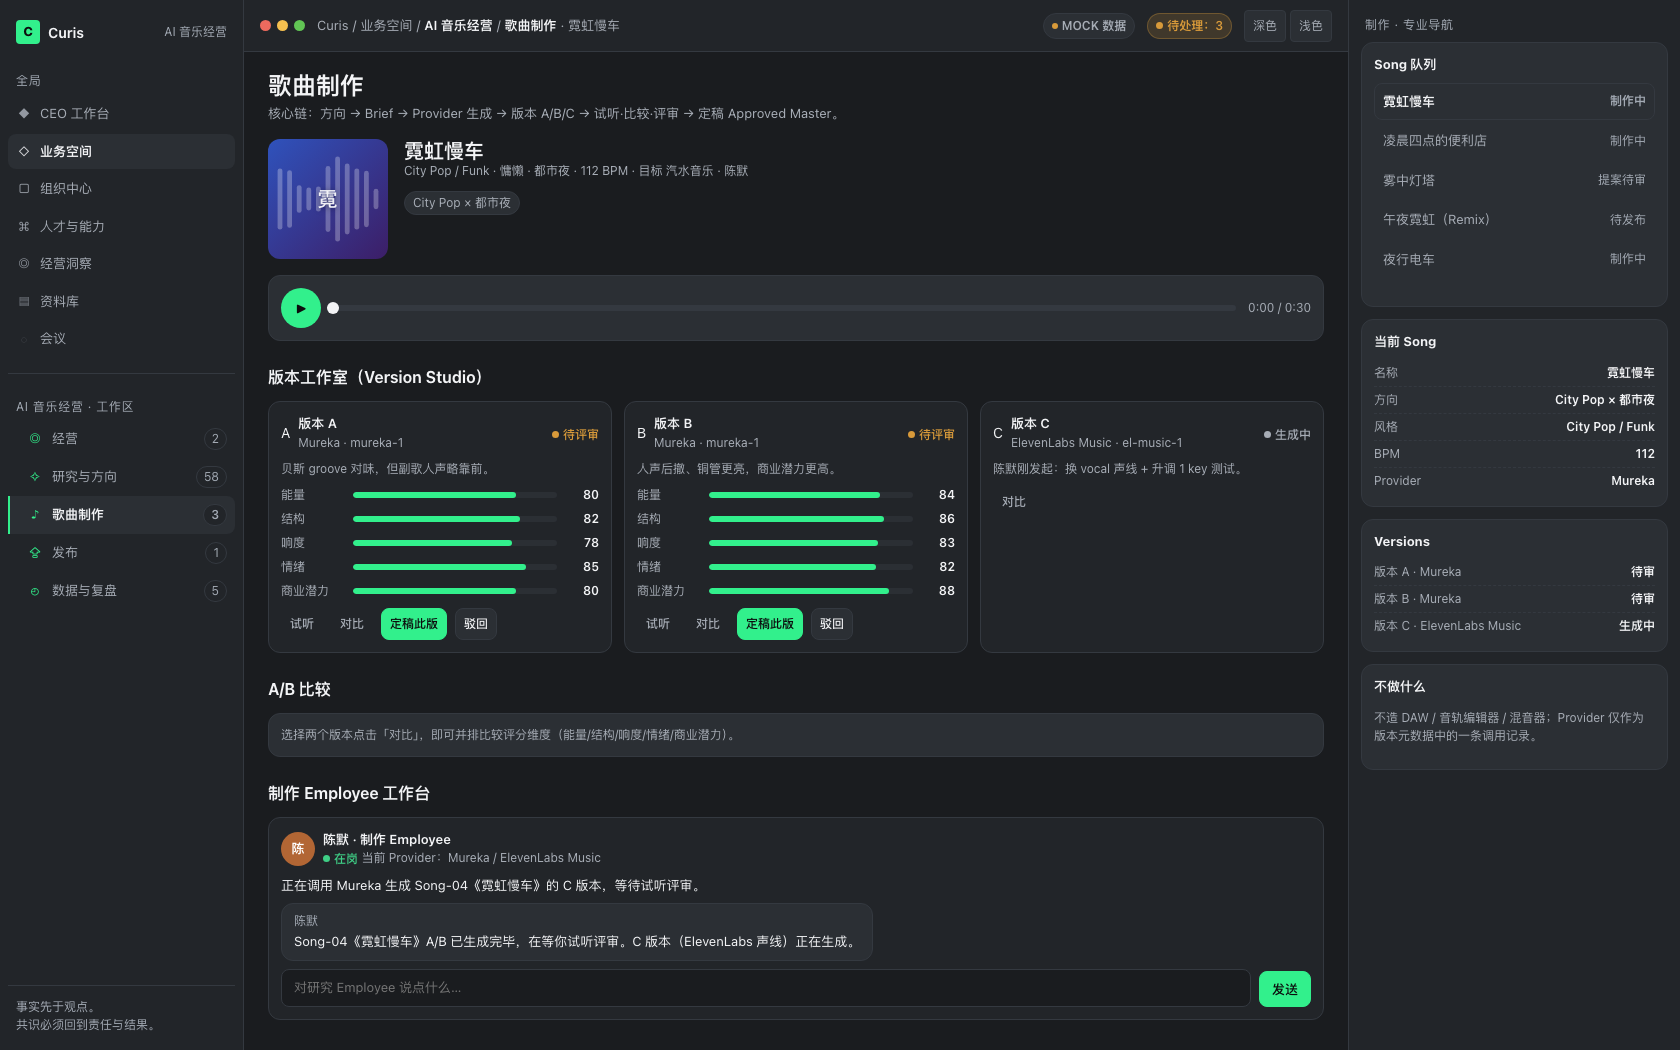 C Curis AI 音乐经营
全局
CEO 工作台
业务空间
组织中心
人才与能力
经营洞察
资料库
会议
AI 音乐经营 · 工作区
经营 2
研究与方向 58
歌曲制作 3
发布 1
数据与复盘 5
事实先于观点。
共识必须回到责任与结果。
Curis / 业务空间 / AI 音乐经营 / 歌曲制作 · 霓虹慢车
MOCK 数据
待处理：3
深色
浅色
歌曲制作
核心链：方向 → Brief → Provider 生成 → 版本 A/B/C → 试听·比较·评审 → 定稿 Approved Master。
霓
霓虹慢车
City Pop / Funk · 慵懒 · 都市夜 · 112 BPM · 目标 汽水音乐 · 陈默
City Pop × 都市夜
0:00 / 0:30
版本工作室（Version Studio）
A 版本 A
Mureka · mureka-1
待评审
贝斯 groove 对味，但副歌人声略靠前。
能量 80
结构 82
响度 78
情绪 85
商业潜力 80
试听 对比 定稿此版 驳回
B 版本 B
Mureka · mureka-1
待评审
人声后撤、铜管更亮，商业潜力更高。
能量 84
结构 86
响度 83
情绪 82
商业潜力 88
试听 对比 定稿此版 驳回
C 版本 C
ElevenLabs Music · el-music-1
生成中
陈默刚发起：换 vocal 声线 + 升调 1 key 测试。
对比
A/B 比较
选择两个版本点击「对比」，即可并排比较评分维度（能量/结构/响度/情绪/商业潜力）。
制作 Employee 工作台
陈
陈默 · 制作 Employee
在岗 当前 Provider：Mureka / ElevenLabs Music
正在调用 Mureka 生成 Song-04《霓虹慢车》的 C 版本，等待试听评审。
陈默
Song-04《霓虹慢车》A/B 已生成完毕，在等你试听评审。C 版本（ElevenLabs 声线）正在生成。
对研究 Employee 说点什么...
发送
制作 · 专业导航
Song 队列
霓虹慢车 制作中
凌晨四点的便利店 制作中
雾中灯塔 提案待审
午夜霓虹（Remix） 待发布
夜行电车 制作中
当前 Song
名称 霓虹慢车
方向 City Pop × 都市夜
风格 City Pop / Funk
BPM 112
Provider Mureka
Versions
版本 A · Mureka 待审
版本 B · Mureka 待审
版本 C · ElevenLabs Music 生成中
不做什么
不造 DAW / 音轨编辑器 / 混音器；Provider 仅作为
版本元数据中的一条调用记录。